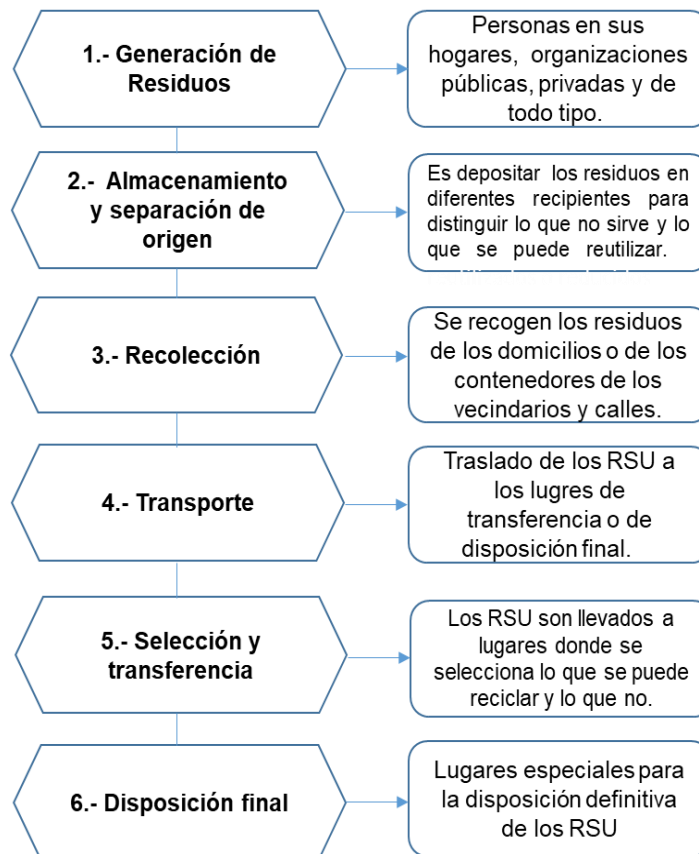 1.- Generación de
Residuos
Personas en sus
hogares, organizaciones
públicas, privadas y de
todo tipo.
2.- Almacenamiento
y separación de
origen
Es depositar los residuos en
diferentes recipientes para
distinguir lo que no sirve y lo
que se puede reutilizar.
3.- Recolección
Se recogen los residuos
de los domicilios o de los
contenedores de los
vecindarios y calles.
4.- Transporte
Traslado de los RSU a
los lugres de
transferencia o de
disposición final.
5.- Selección y
transferencia
Los RSU son llevados a
lugares donde se
selecciona lo que se puede
reciclar y lo que no.
6.- Disposición final
Lugares especiales para
la disposición definitiva
de los RSU